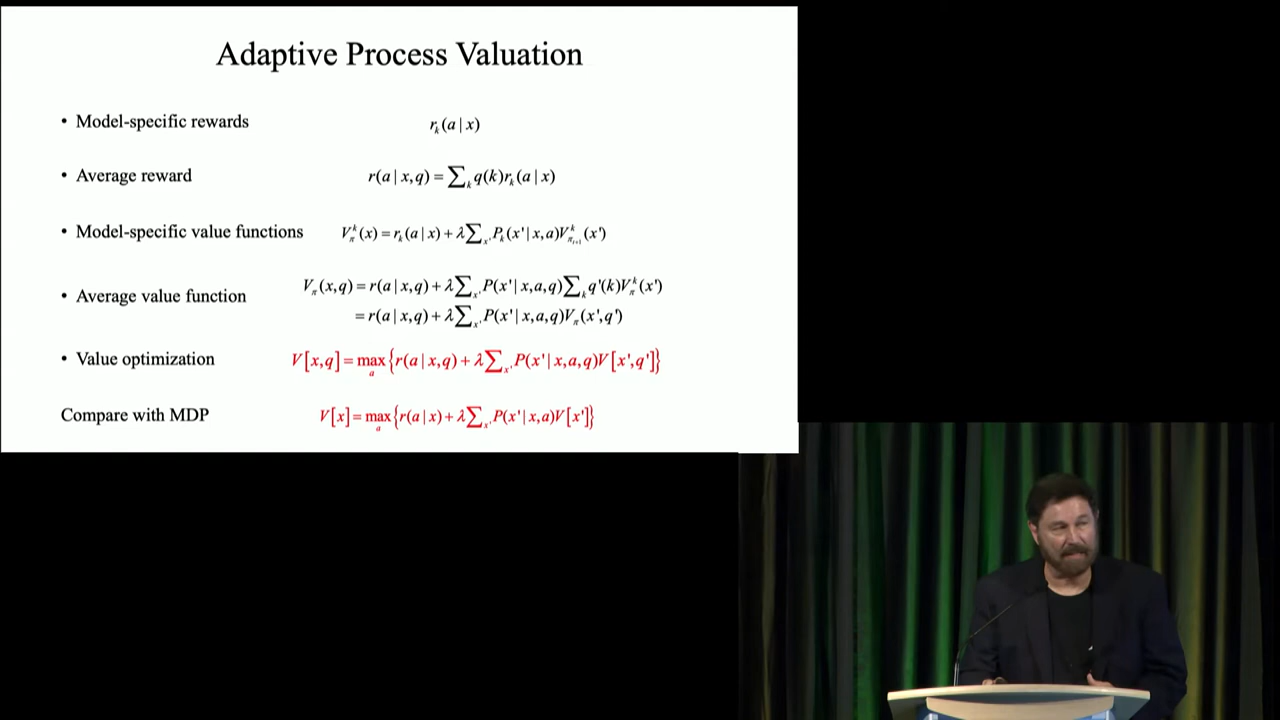 Adaptive Process Valuation
• Model-specific rewards r_k(a | x)
• Average reward r(a | x,q) = ∑_k q(k)r_k(a | x)
• Model-specific value functions V_π^k(x) = r_k(a | x) + λ∑_x' P_k(x' | x,a)V_{π_{t+1}}^k(x')
• Average value function V_π(x,q) = r(a | x,q) + λ∑_x' P(x' | x,a,q)∑_k q'(k)V_π^k(x')
= r(a | x,q) + λ∑_x' P(x' | x,a,q)V_π(x',q')
• Value optimization V[x,q] = max_a {r(a | x,q) + λ∑_x' P(x' | x,a,q)V[x',q']}
Compare with MDP V[x] = max_a {r(a | x) + λ∑_x' P(x' | x,a)V[x']}